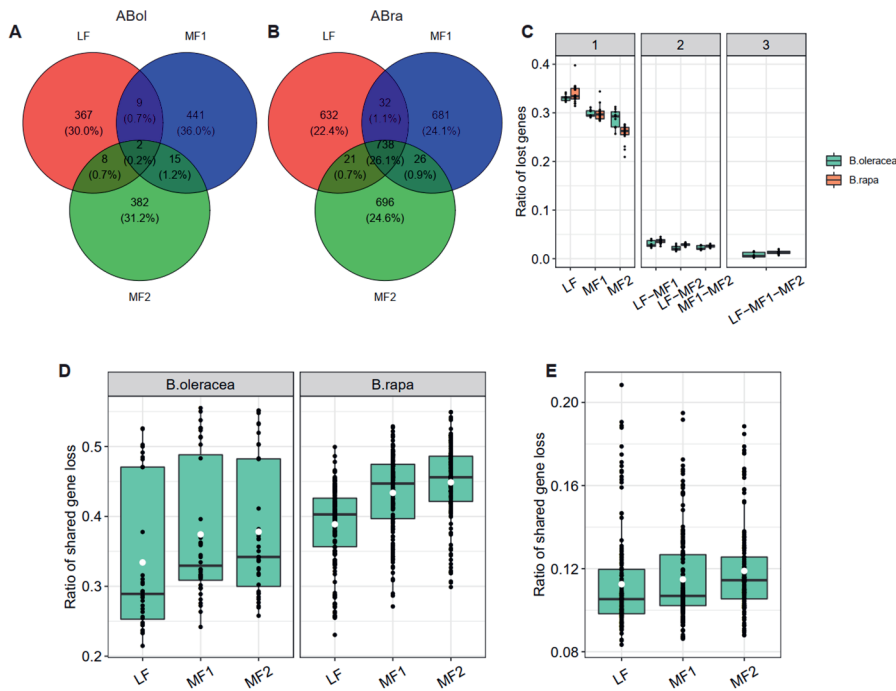 A
ABol
LF
MF1
9
(0.7%)
367
(30.0%)
441
(36.0%)
2
(0.2%)
8
(0.7%)
15
(1.2%)
382
(31.2%)
MF2
B
ABra
LF
MF1
32
(1.1%)
632
(22.4%)
681
(24.1%)
738
(26.1%)
21
(0.7%)
26
(0.9%)
696
(24.6%)
MF2
C
1
2
3
Ratio of lost genes
0.4
0.3
0.2
0.1
0.0
LF
MF1
MF2
LF-MF1
LF-MF2
MF1-MF2
LF-MF1-MF2
B.oleracea
B.rapa
D
B.oleracea
B.rapa
Ratio of shared gene loss
0.5
0.4
0.3
0.2
LF
MF1
MF2
LF
MF1
MF2
E
Ratio of shared gene loss
0.20
0.16
0.12
0.08
LF
MF1
MF2